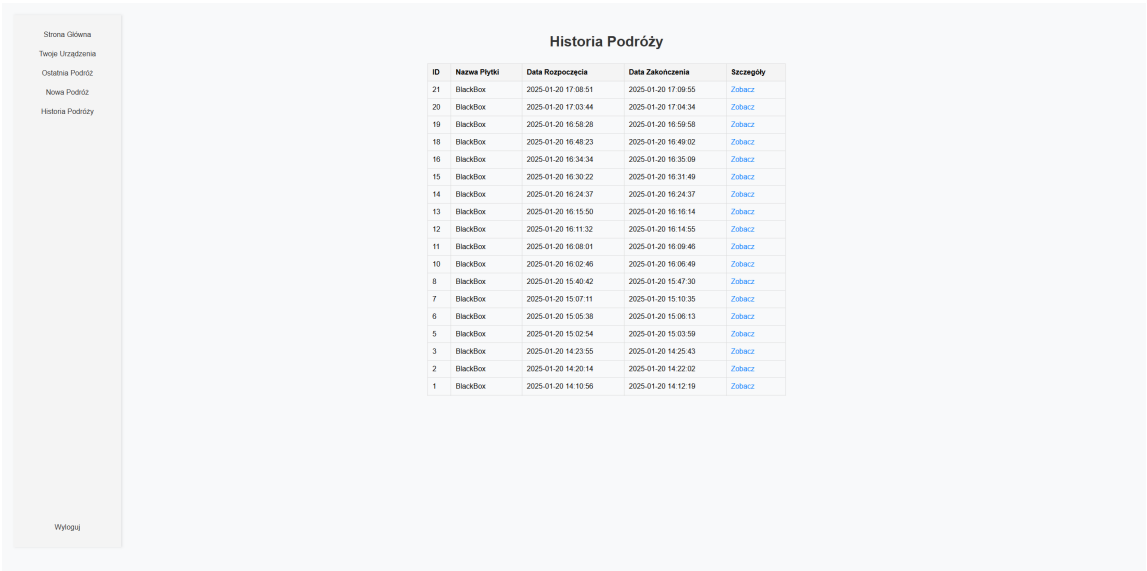 Strona Główna
Twoje Urządzenia
Ostatnia Podróż
Nowa Podróż
Historia Podróży
Wyloguj
Historia Podróży
ID Nazwa Płytki Data Rozpoczęcia Data Zakończenia Szczegóły
21 BlackBox 2025-01-20 17:08:51 2025-01-20 17:09:55 Zobacz
20 BlackBox 2025-01-20 17:03:44 2025-01-20 17:04:34 Zobacz
19 BlackBox 2025-01-20 16:58:28 2025-01-20 16:59:58 Zobacz
18 BlackBox 2025-01-20 16:48:23 2025-01-20 16:49:02 Zobacz
16 BlackBox 2025-01-20 16:34:34 2025-01-20 16:35:09 Zobacz
15 BlackBox 2025-01-20 16:30:22 2025-01-20 16:31:49 Zobacz
14 BlackBox 2025-01-20 16:24:37 2025-01-20 16:24:37 Zobacz
13 BlackBox 2025-01-20 16:15:50 2025-01-20 16:16:14 Zobacz
12 BlackBox 2025-01-20 16:11:32 2025-01-20 16:14:55 Zobacz
11 BlackBox 2025-01-20 16:08:01 2025-01-20 16:09:46 Zobacz
10 BlackBox 2025-01-20 16:02:46 2025-01-20 16:06:49 Zobacz
8 BlackBox 2025-01-20 15:40:42 2025-01-20 15:47:30 Zobacz
7 BlackBox 2025-01-20 15:07:11 2025-01-20 15:10:35 Zobacz
6 BlackBox 2025-01-20 15:05:38 2025-01-20 15:06:13 Zobacz
5 BlackBox 2025-01-20 15:02:54 2025-01-20 15:03:59 Zobacz
3 BlackBox 2025-01-20 14:23:55 2025-01-20 14:25:43 Zobacz
2 BlackBox 2025-01-20 14:20:14 2025-01-20 14:22:02 Zobacz
1 BlackBox 2025-01-20 14:10:56 2025-01-20 14:12:19 Zobacz